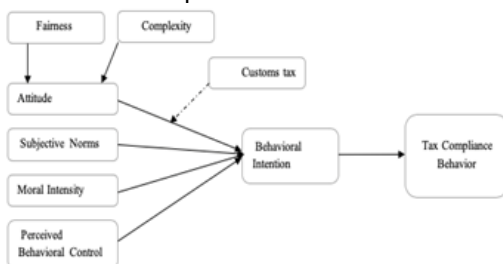 Fairness
Complexity
Customs tax
Attitude
Subjective Norms
Behavioral
Intention
Tax Compliance
Behavior
Moral Intensity
Perceived
Behavioral Control